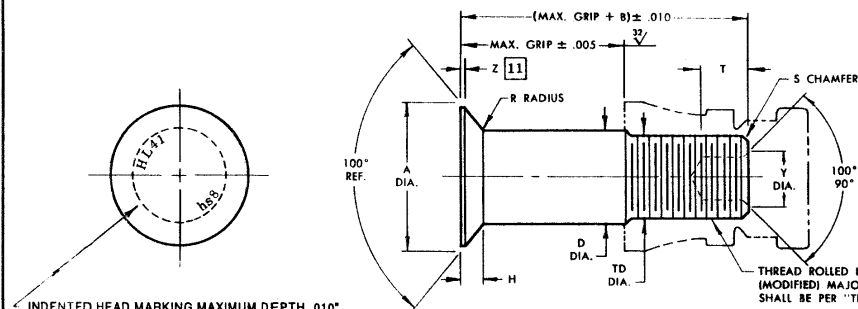 (MAX. GRIP + B) ± .010
MAX. GRIP ± .005
32
Z 11
T
S CHAMFER
R RADIUS
HL41
hs8
100°
REF.
A
DIA.
Y
DIA.
100°
90°
H
D
DIA.
TD
DIA.
THREAD ROLLED
(MODIFIED) MAJO
SHALL BE PER "T
INDENTED HEAD MARKING MAXIMUM DEPTH .010"